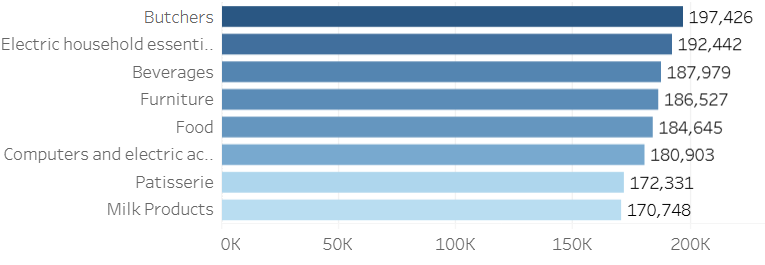 Butchers 197,426
Electric household essenti.. 192,442
Beverages 187,979
Furniture 186,527
Food 184,645
Computers and electric ac.. 180,903
Patisserie 172,331
Milk Products 170,748
0K 50K 100K 150K 200K